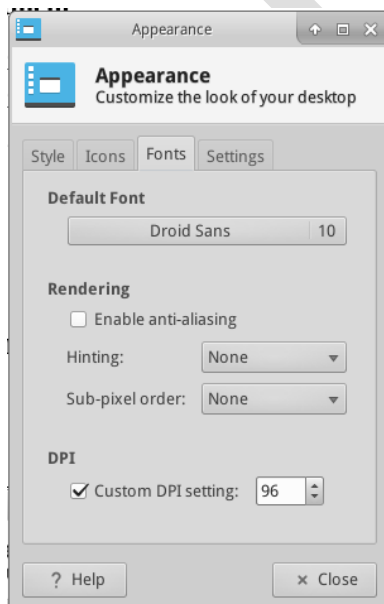 Appearance
Appearance
Customize the look of your desktop
Style Icons Fonts Settings
Default Font
Droid Sans 10
Rendering
Enable anti-aliasing
Hinting: None
Sub-pixel order: None
DPI
Custom DPI setting: 96
? Help × Close